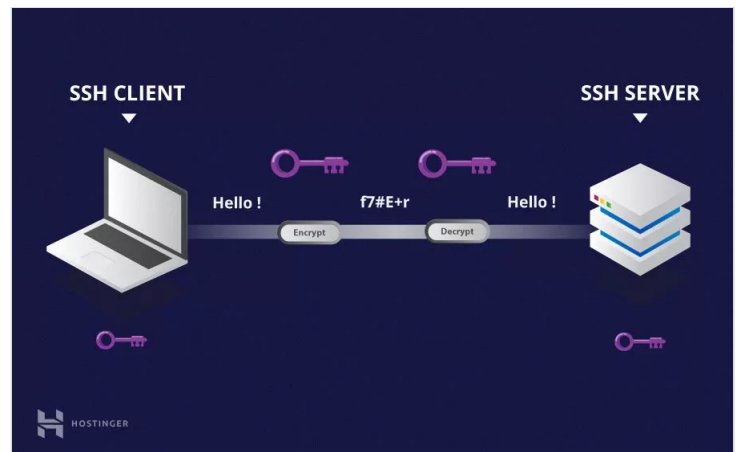 SSH CLIENT
SSH SERVER
Hello !
f7#E+r
Hello !
Encrypt
Decrypt
HOSTINGER